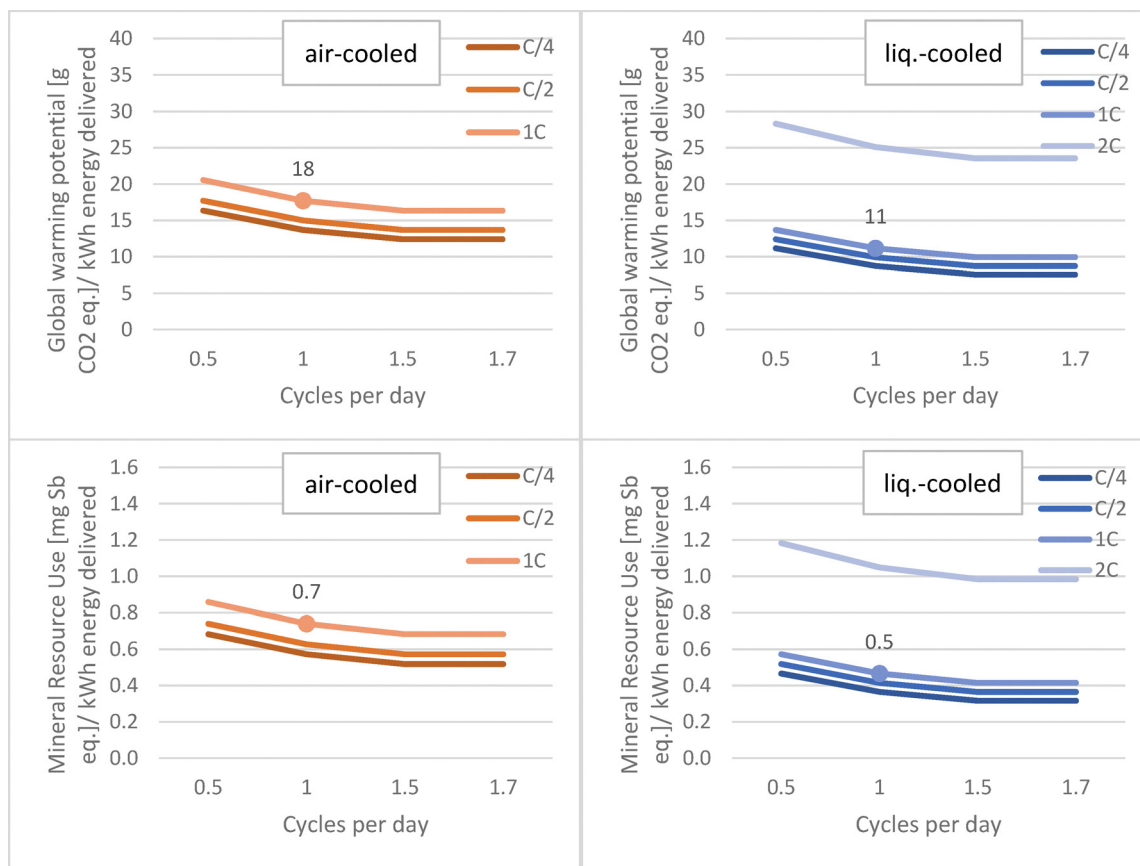 Global warming potential [g
CO2 eq.]/ kWh energy delivered
40
35
30
25
20
15
10
5
0
air-cooled
C/4
C/2
1C
18
0.5 1 1.5 1.7
Cycles per day
Global warming potential [g
CO2 eq.]/ kWh energy delivered
40
35
30
25
20
15
10
5
0
liq.-cooled
C/4
C/2
1C
2C
11
0.5 1 1.5 1.7
Cycles per day
Mineral Resource Use [mg Sb
eq.]/ kWh energy delivered
1.6
1.4
1.2
1.0
0.8
0.6
0.4
0.2
0.0
air-cooled
C/4
C/2
1C
0.7
0.5 1 1.5 1.7
Cycles per day
Mineral Resource Use [mg Sb
eq.]/ kWh energy delivered
1.6
1.4
1.2
1.0
0.8
0.6
0.4
0.2
0.0
liq.-cooled
C/4
C/2
1C
2C
0.5
0.5 1 1.5 1.7
Cycles per day